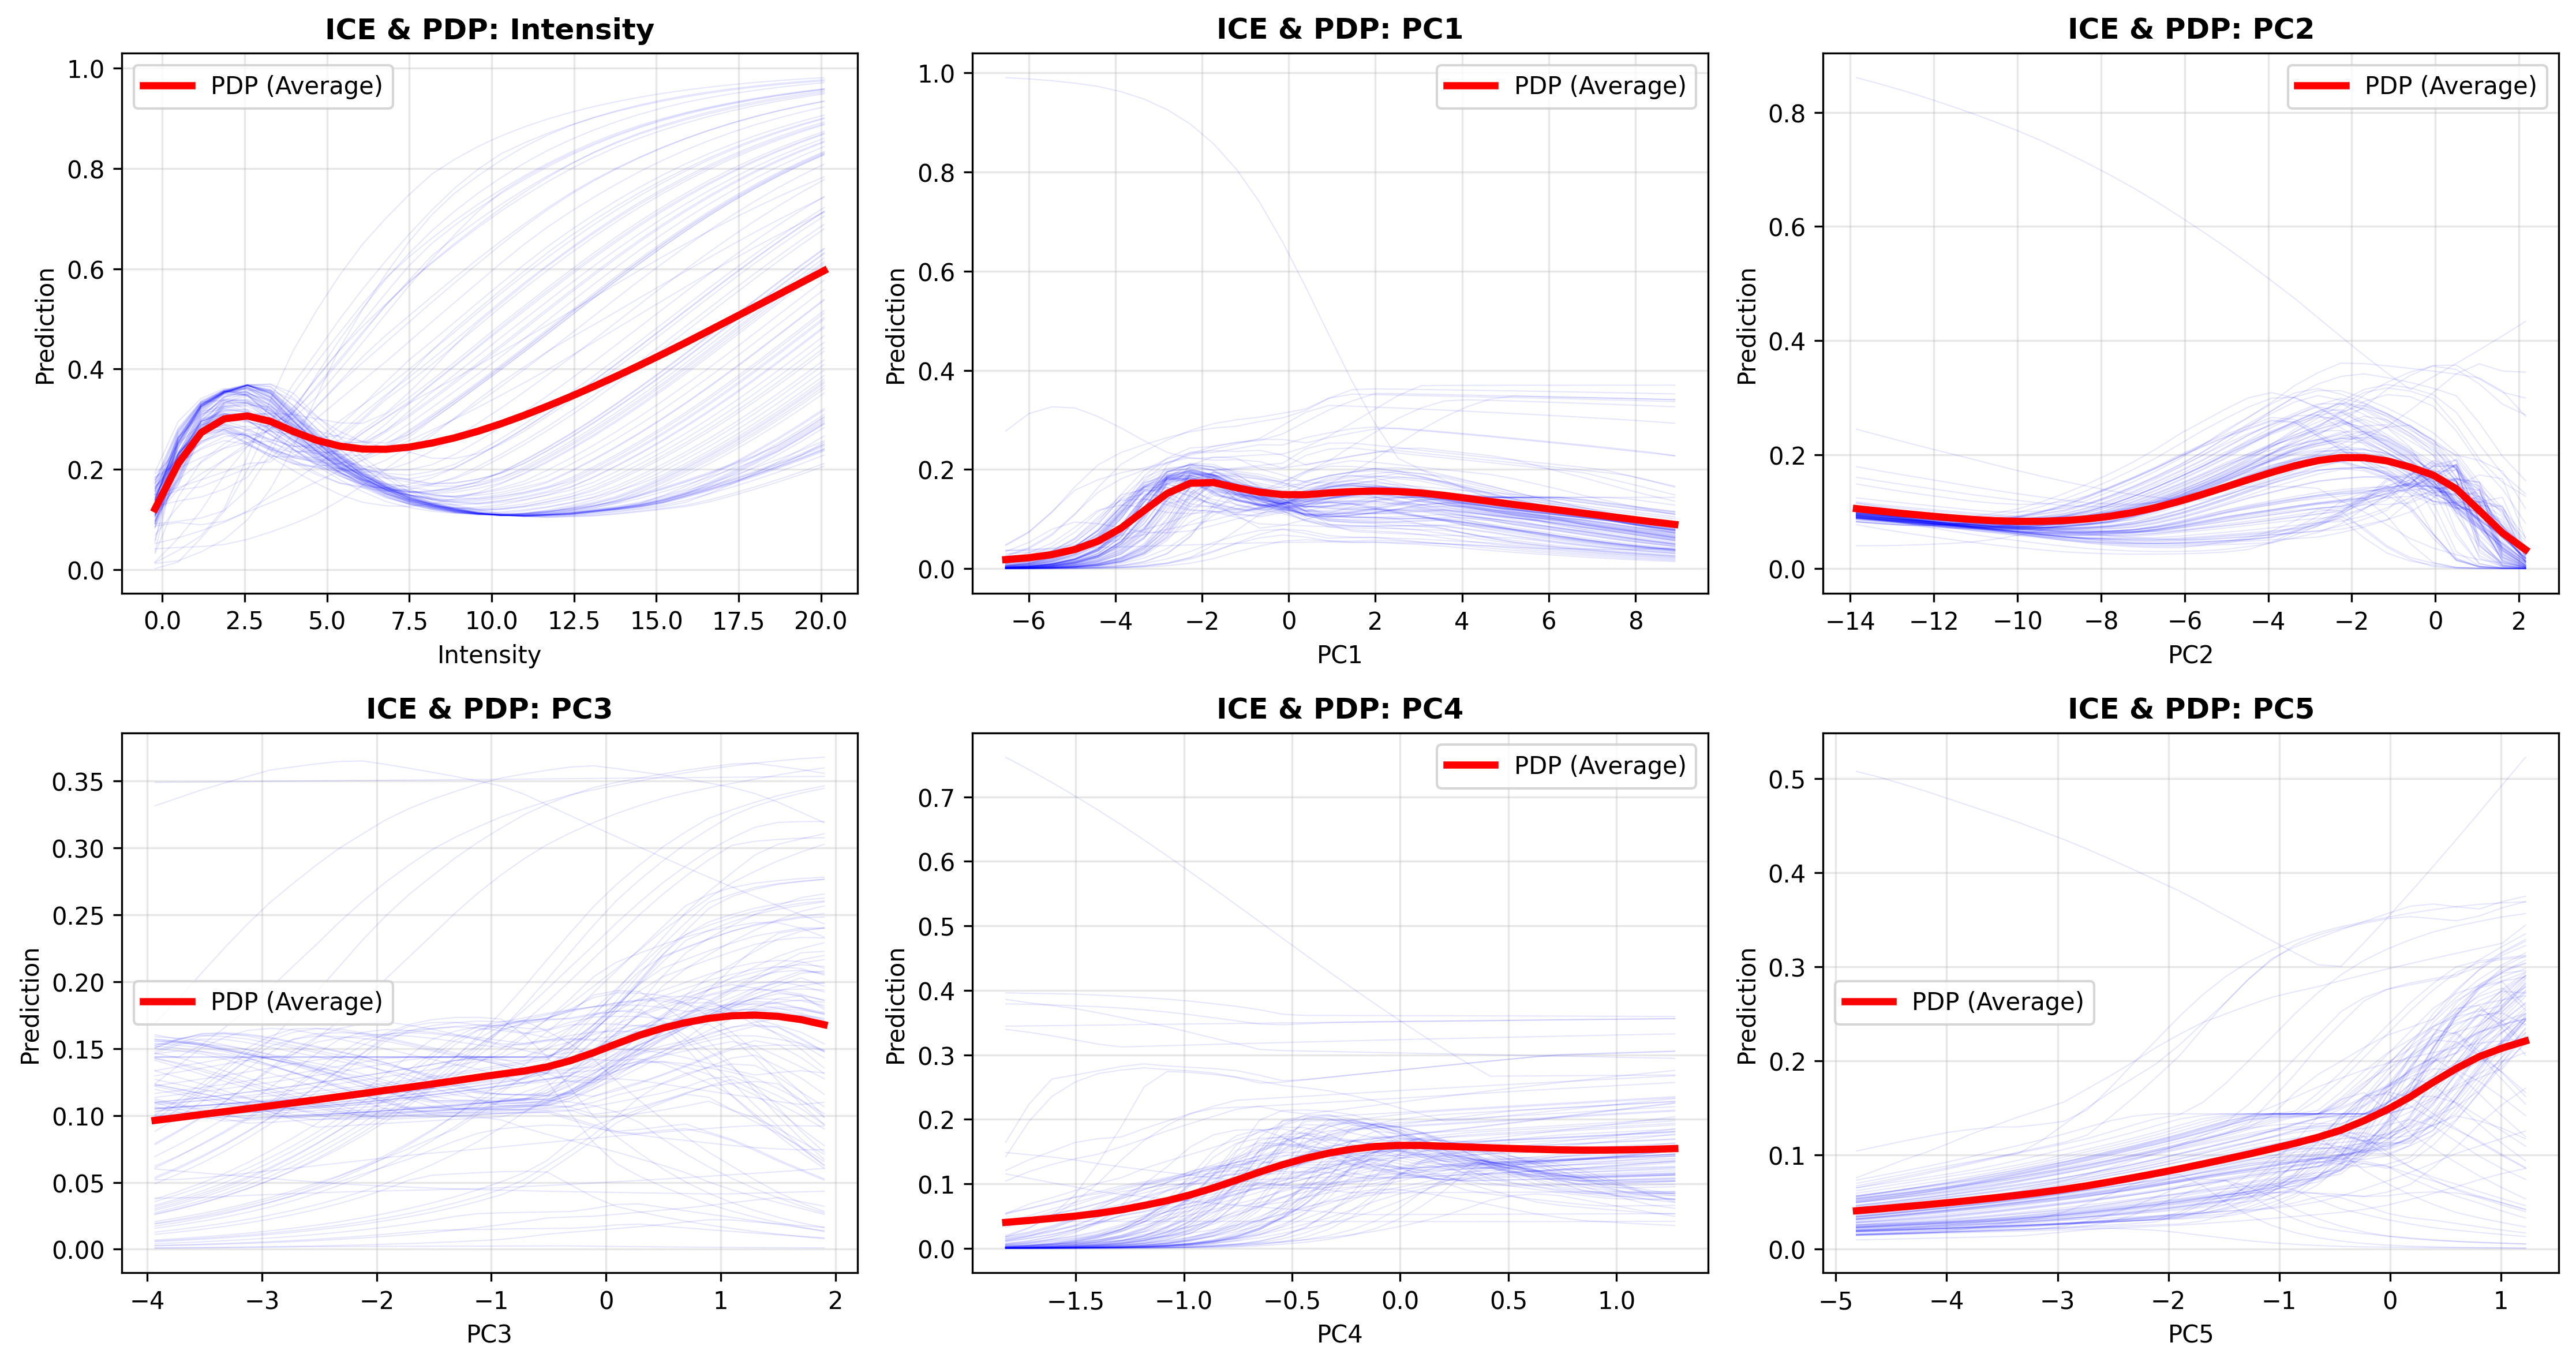 ICE & PDP: Intensity
PDP (Average)
Prediction
1.0
0.8
0.6
0.4
0.2
0.0
0.0 2.5 5.0 7.5 10.0 12.5 15.0 17.5 20.0
Intensity
ICE & PDP: PC1
PDP (Average)
Prediction
1.0
0.8
0.6
0.4
0.2
0.0
−6 −4 −2 0 2 4 6 8
PC1
ICE & PDP: PC2
PDP (Average)
Prediction
0.8
0.6
0.4
0.2
0.0
−14 −12 −10 −8 −6 −4 −2 0 2
PC2
ICE & PDP: PC3
PDP (Average)
Prediction
0.35
0.30
0.25
0.20
0.15
0.10
0.05
0.00
−4 −3 −2 −1 0 1 2
PC3
ICE & PDP: PC4
PDP (Average)
Prediction
0.7
0.6
0.5
0.4
0.3
0.2
0.1
0.0
−1.5 −1.0 −0.5 0.0 0.5 1.0
PC4
ICE & PDP: PC5
PDP (Average)
Prediction
0.5
0.4
0.3
0.2
0.1
0.0
−5 −4 −3 −2 −1 0 1
PC5